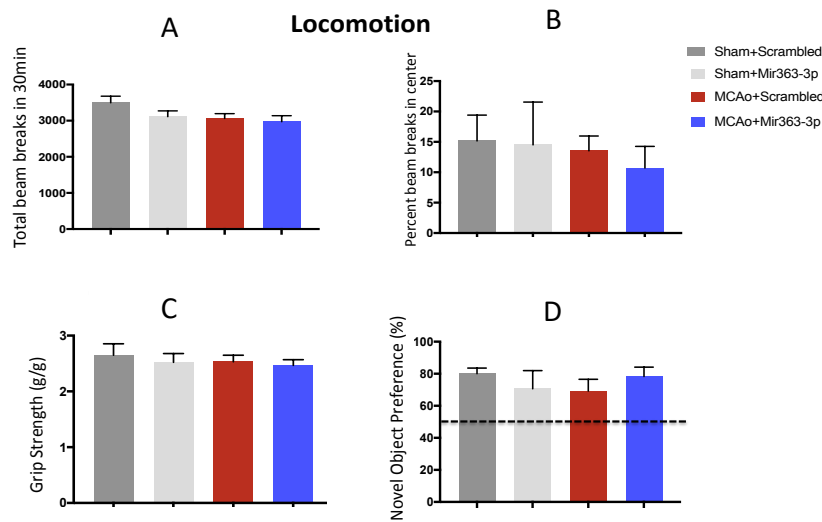 Locomotion
A
Total beam breaks in 30min
4000
3000
2000
1000
0
B
Percent beam breaks in center
25
20
15
10
5
0
Sham+Scrambled
Sham+Mir363-3p
MCAo+Scrambled
MCAo+Mir363-3p
C
Grip Strength (g/g)
3
2
1
0
D
Novel Object Preference (%)
100
80
60
40
20
0